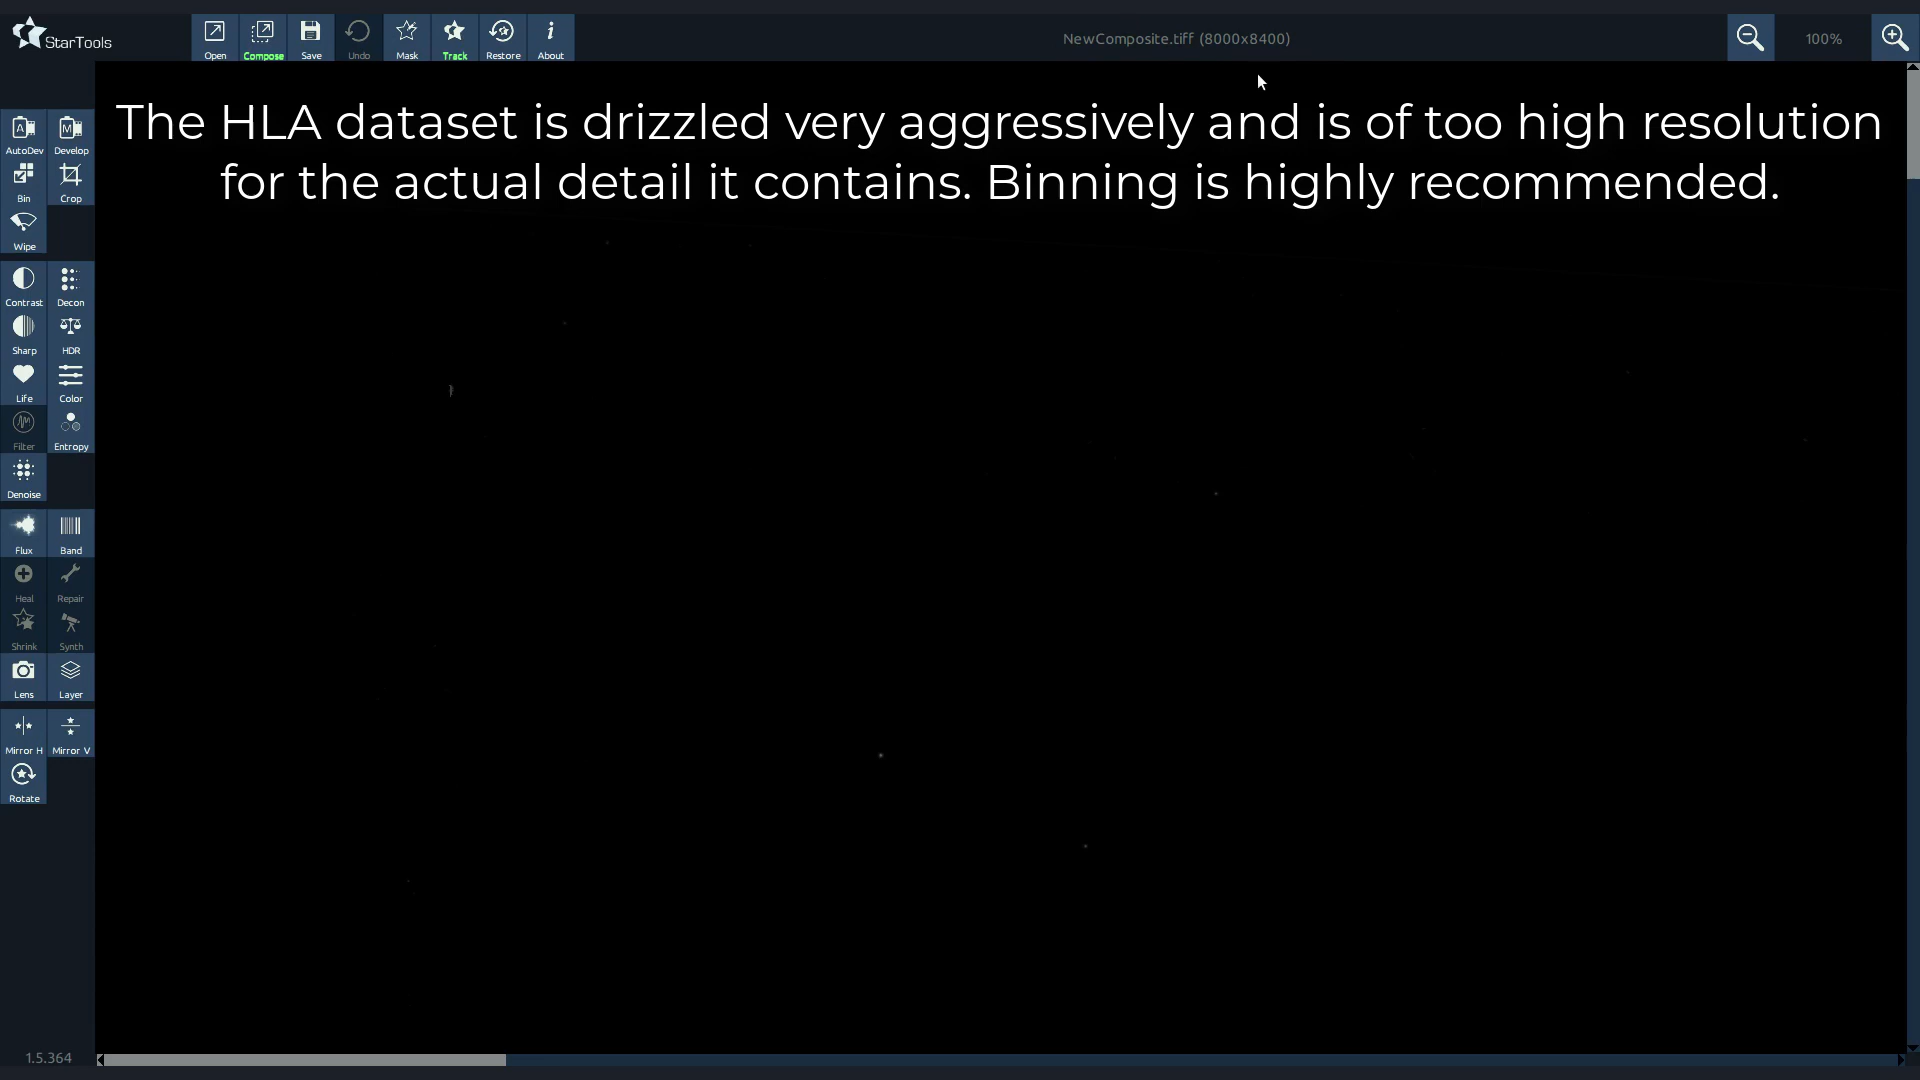 StarTools
Open
Compose
Save
Undo
Mask
Track
Restore
About
NewComposite.tiff (8000x8400)
100%
The HLA dataset is drizzled very aggressively and is of too high resolution
for the actual detail it contains. Binning is highly recommended.
AutoDev
Develop
Bin
Crop
Wipe
Contrast
Decon
Sharp
HDR
Life
Color
Filter
Entropy
Denoise
Flux
Band
Heal
Repair
Shrink
Synth
Lens
Layer
Mirror H
Mirror V
Rotate
1.5.364